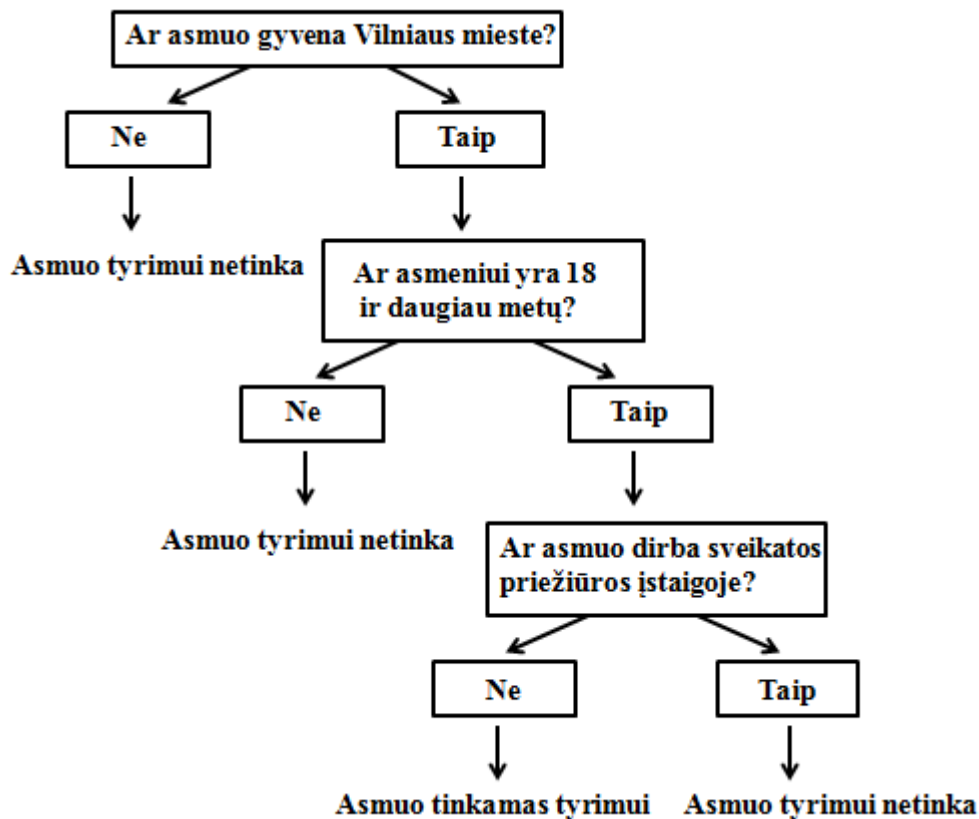 Ar asmuo gyvena Vilniaus mieste?
Ne
Taip
Asmuo tyrimui netinka
Ar asmeniui yra 18
ir daugiau metų?
Ne
Taip
Asmuo tyrimui netinka
Ar asmuo dirba sveikatos
priežiūros įstaigoje?
Ne
Taip
Asmuo tinkamas tyrimui
Asmuo tyrimui netinka